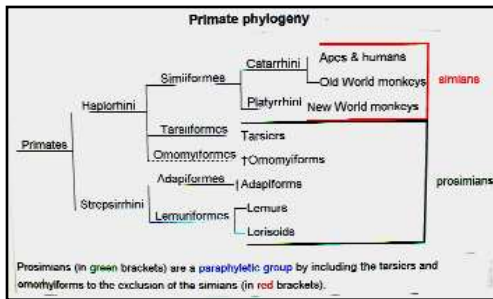 Primate phylogeny
Apes & humans
Catarrhini
simians
Simiiformes
Old World monkeys
Platyrrhini
New World monkeys
Haplorhini
Tarsiiformes
Tarsiers
Primates
Omomyiformes
†Omomyiforms
prosimians
Adapiformes
†Adapiforms
Strepsirrhini
Lemurs
Lemuriformes
Lorisoids
Prosimians (in green brackets) are a paraphyletic group by including the tarsiers and
omomyiforms to the exclusion of the simians (in red brackets).